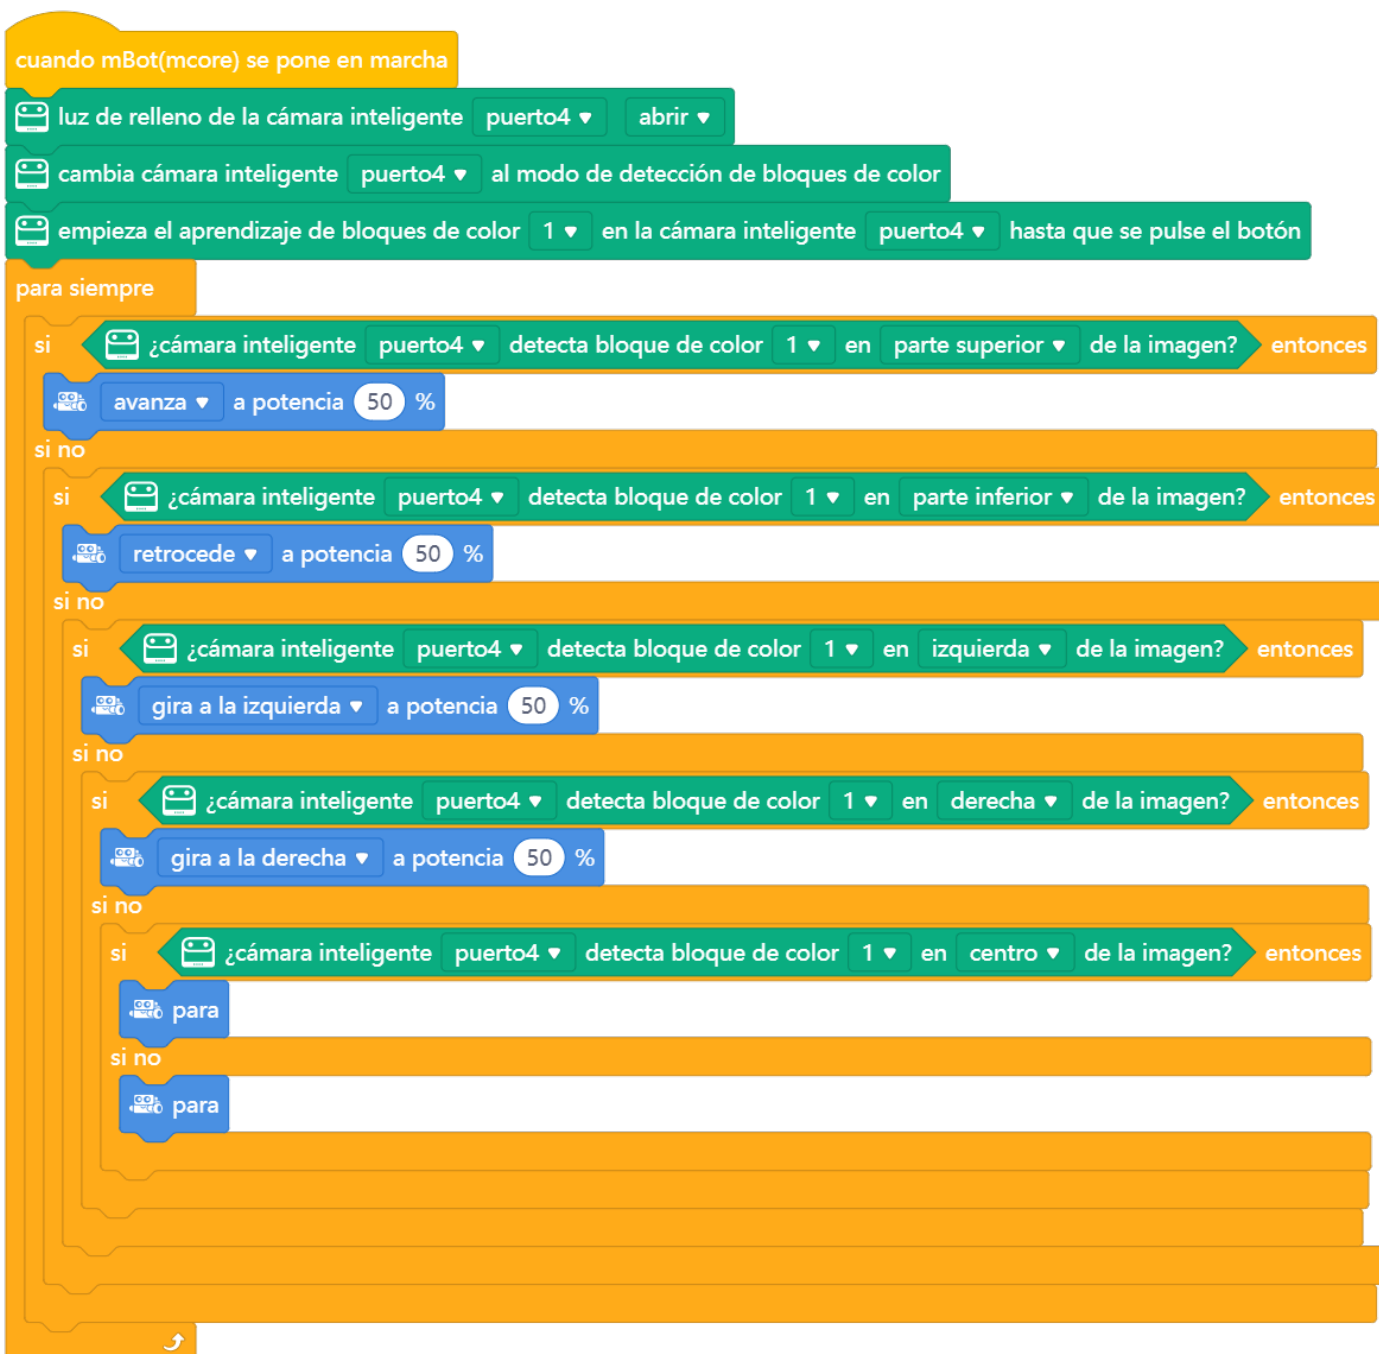 cuando mBot(mcore) se pone en marcha
luz de relleno de la cámara inteligente puerto4 abrir
cambia cámara inteligente puerto4 al modo de detección de bloques de color
empieza el aprendizaje de bloques de color 1 en la cámara inteligente puerto4 hasta que se pulse el botón
para siempre
si ¿cámara inteligente puerto4 detecta bloque de color 1 en parte superior de la imagen? entonces
avanza a potencia 50 %
si no
si ¿cámara inteligente puerto4 detecta bloque de color 1 en parte inferior de la imagen? entonces
retrocede a potencia 50 %
si no
si ¿cámara inteligente puerto4 detecta bloque de color 1 en izquierda de la imagen? entonces
gira a la izquierda a potencia 50 %
si no
si ¿cámara inteligente puerto4 detecta bloque de color 1 en derecha de la imagen? entonces
gira a la derecha a potencia 50 %
si no
si ¿cámara inteligente puerto4 detecta bloque de color 1 en centro de la imagen? entonces
para
si no
para